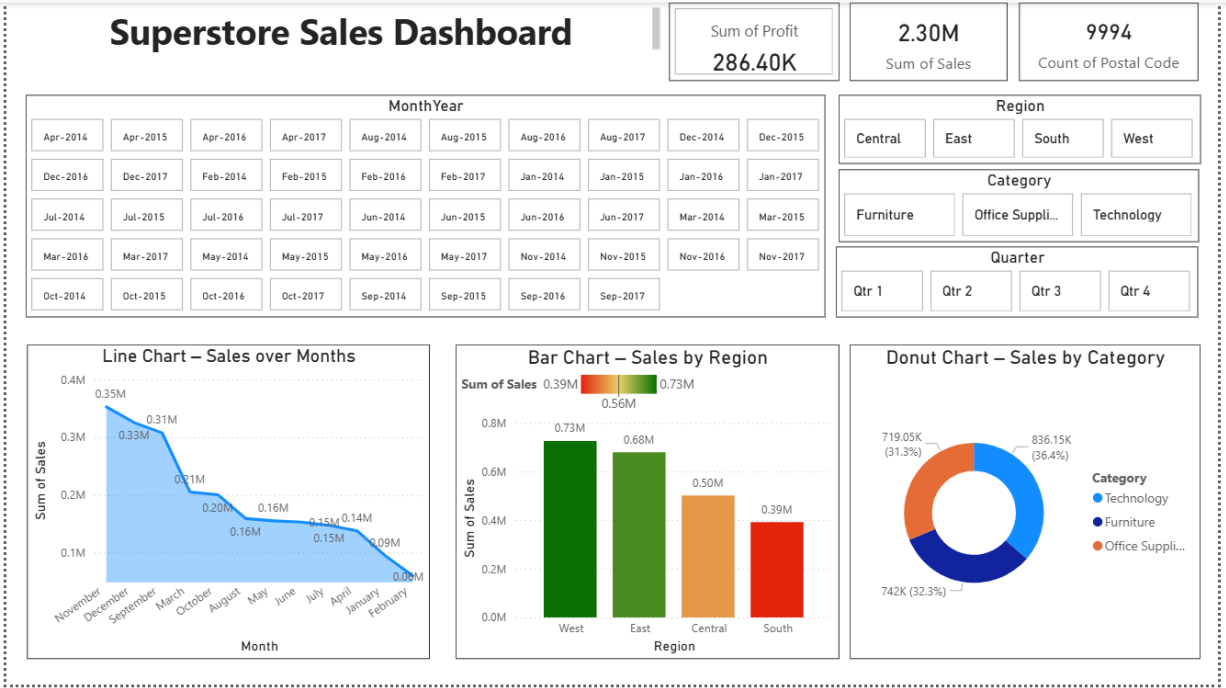 Superstore Sales Dashboard
Sum of Profit
286.40K
2.30M
Sum of Sales
9994
Count of Postal Code
MonthYear
Apr-2014 Apr-2015 Apr-2016 Apr-2017 Aug-2014 Aug-2015 Aug-2016 Aug-2017 Dec-2014 Dec-2015
Dec-2016 Dec-2017 Feb-2014 Feb-2015 Feb-2016 Feb-2017 Jan-2014 Jan-2015 Jan-2016 Jan-2017
Jul-2014 Jul-2015 Jul-2016 Jul-2017 Jun-2014 Jun-2015 Jun-2016 Jun-2017 Mar-2014 Mar-2015
Mar-2016 Mar-2017 May-2014 May-2015 May-2016 May-2017 Nov-2014 Nov-2015 Nov-2016 Nov-2017
Oct-2014 Oct-2015 Oct-2016 Oct-2017 Sep-2014 Sep-2015 Sep-2016 Sep-2017
Region
Central East South West
Category
Furniture Office Suppli... Technology
Quarter
Qtr 1 Qtr 2 Qtr 3 Qtr 4
Line Chart – Sales over Months
Sum of Sales
0.4M
0.3M
0.2M
0.1M
0.35M
0.33M
0.31M
0.21M
0.20M
0.16M
0.16M
0.15M
0.15M
0.14M
0.09M
0.06M
November December September March October August May June July April January February
Month
Bar Chart – Sales by Region
Sum of Sales 0.39M 0.73M
0.56M
Sum of Sales
0.8M
0.6M
0.4M
0.2M
0.0M
0.73M
0.68M
0.50M
0.39M
West East Central South
Region
Donut Chart – Sales by Category
719.05K
(31.3%)
836.15K
(36.4%)
742K (32.3%)
Category
Technology
Furniture
Office Suppli...